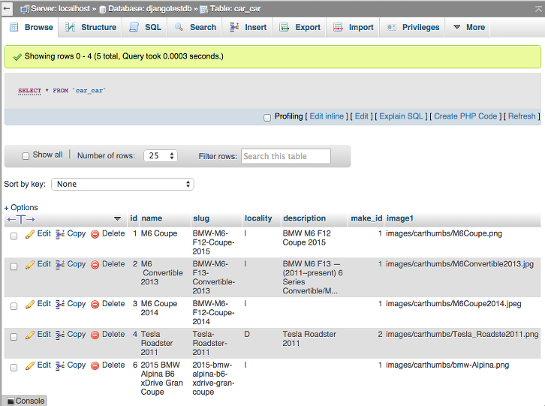 Server: localhost » Database: djangotestdb » Table: car_car
Browse Structure SQL Search Insert Export Import Privileges More
Showing rows 0 - 4 (5 total, Query took 0.0003 seconds.)
SELECT * FROM `car_car`
Profiling [ Edit inline ] [ Edit ] [ Explain SQL ] [ Create PHP Code ] [ Refresh ]
Show all | Number of rows: 25 Filter rows: Search this table
Sort by key: None
+ Options
←T→ id name slug locality description make_id image1
Edit Copy Delete 1 M6 Coupe BMW-M6- I BMW M6 F12 1 images/carthumbs/M6Coupe.png
F12-Coupe- Coupe 2015
2015
Edit Copy Delete 2 M6 BMW-M6- I BMW M6 F13 — 1 images/carthumbs/M6Convertible2013.jpg
Convertible F13- (2011–present) 6
2013 Convertible- Series
2013 Convertible/M...
Edit Copy Delete 3 M6 Coupe BMW-M6- I 1 images/carthumbs/M6Coupe2014.jpeg
2014 F12-Coupe-
2014
Edit Copy Delete 4 Tesla Tesla- D Tesla Roadster 2 images/carthumbs/Tesla_Roadste2011.png
Roadster Roadster- 2011
2011 2011
Edit Copy Delete 6 2015 BMW 2015-bmw- I 1 images/carthumbs/bmw-Alpina.png
Alpina B6 alpina-b6-
xDrive Gran xdrive-gran-
Coupe coupe
Console